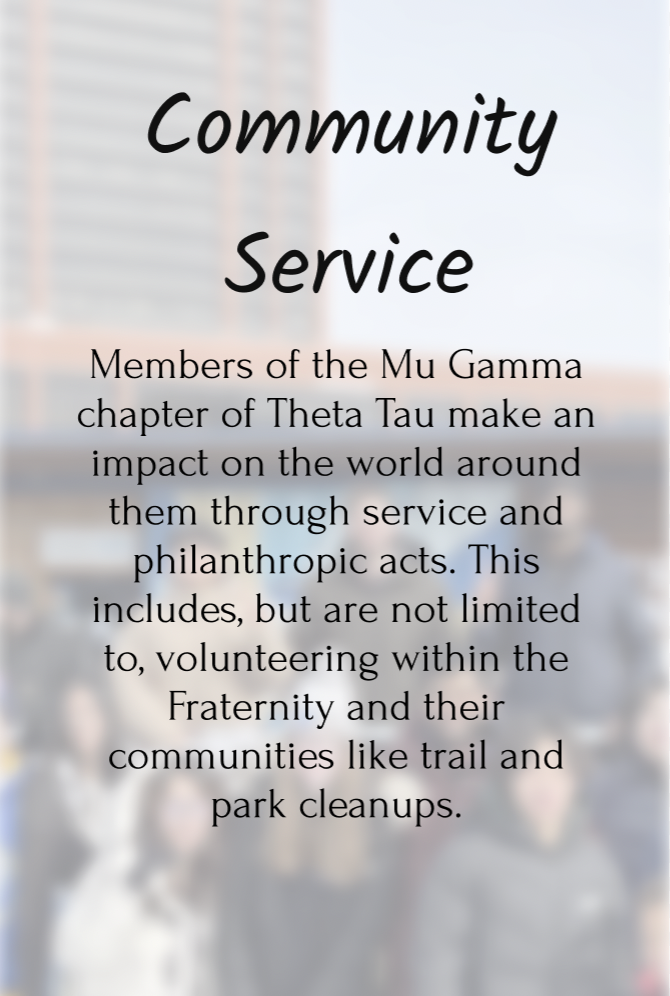 Community
Service
Members of the Mu Gamma
chapter of Theta Tau make an
impact on the world around
them through service and
philanthropic acts. This
includes, but are not limited
to, volunteering within the
Fraternity and their
communities like trail and
park cleanups.